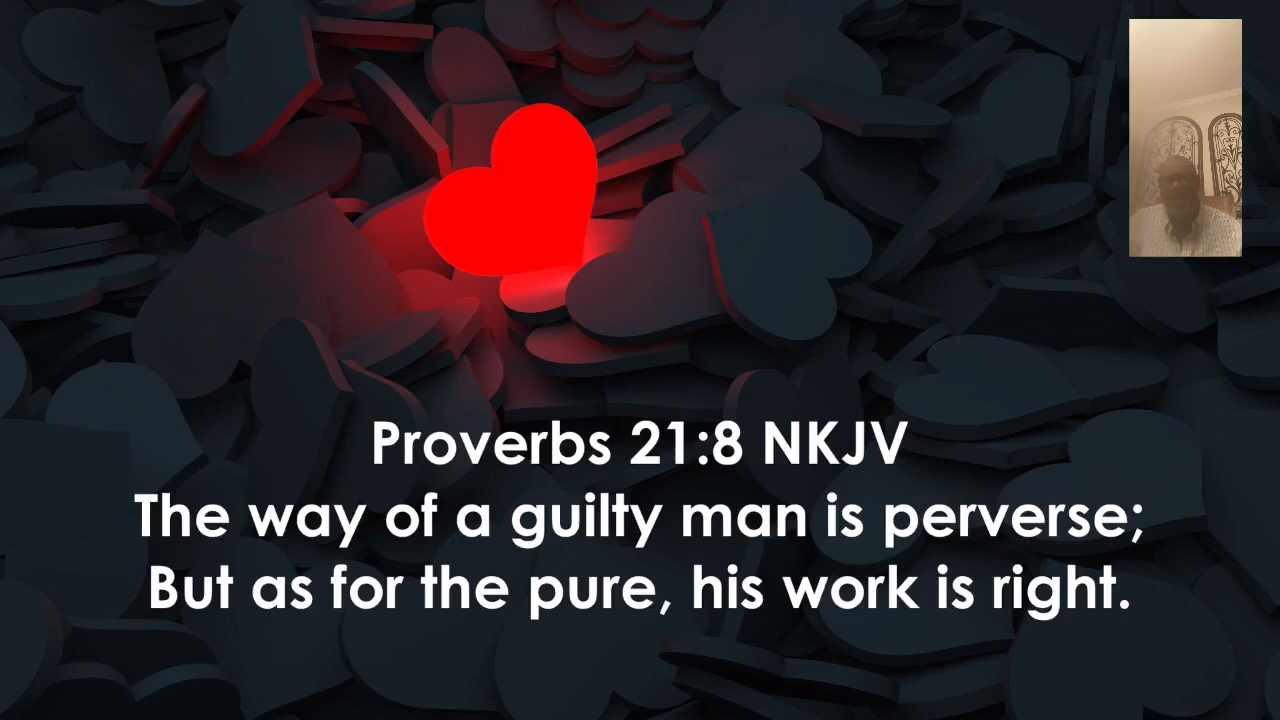 Proverbs 21:8 NKJV
The way of a guilty man is perverse;
But as for the pure, his work is right.